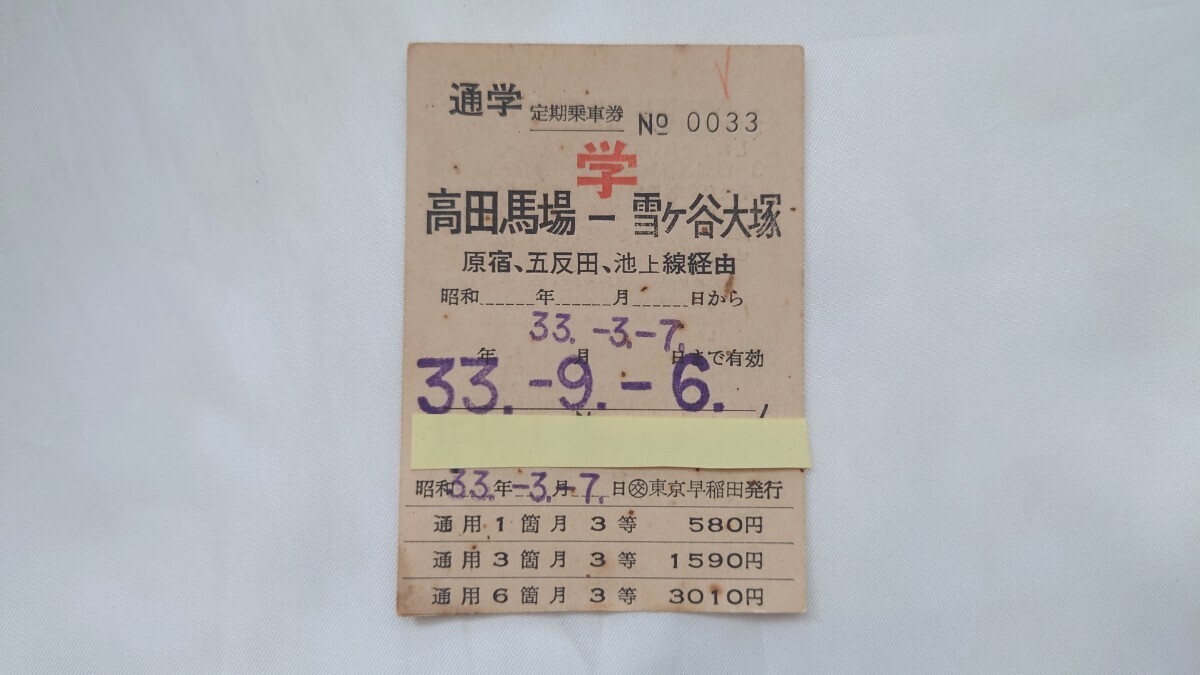 通学 定期乗車券 № 0033
学
高田馬場 ー 雪ケ谷大塚
原宿、五反田、池上線経由
昭和 年 月 日から
33. -3. -7.
年 月 日まで有効
33. -9. -6.
昭和 33. 年 -3. 月 -7. 日 ㊋東京早稲田発行
通用1箇月 3等 580円
通用3箇月 3等 1590円
通用6箇月 3等 3010円